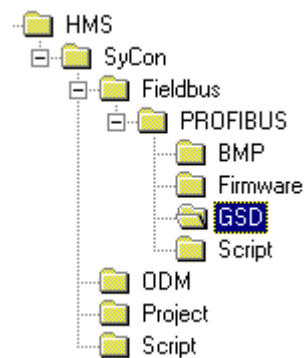 HMS
SyCon
Fieldbus
PROFIBUS
BMP
Firmware
GSD
Script
ODM
Project
Script